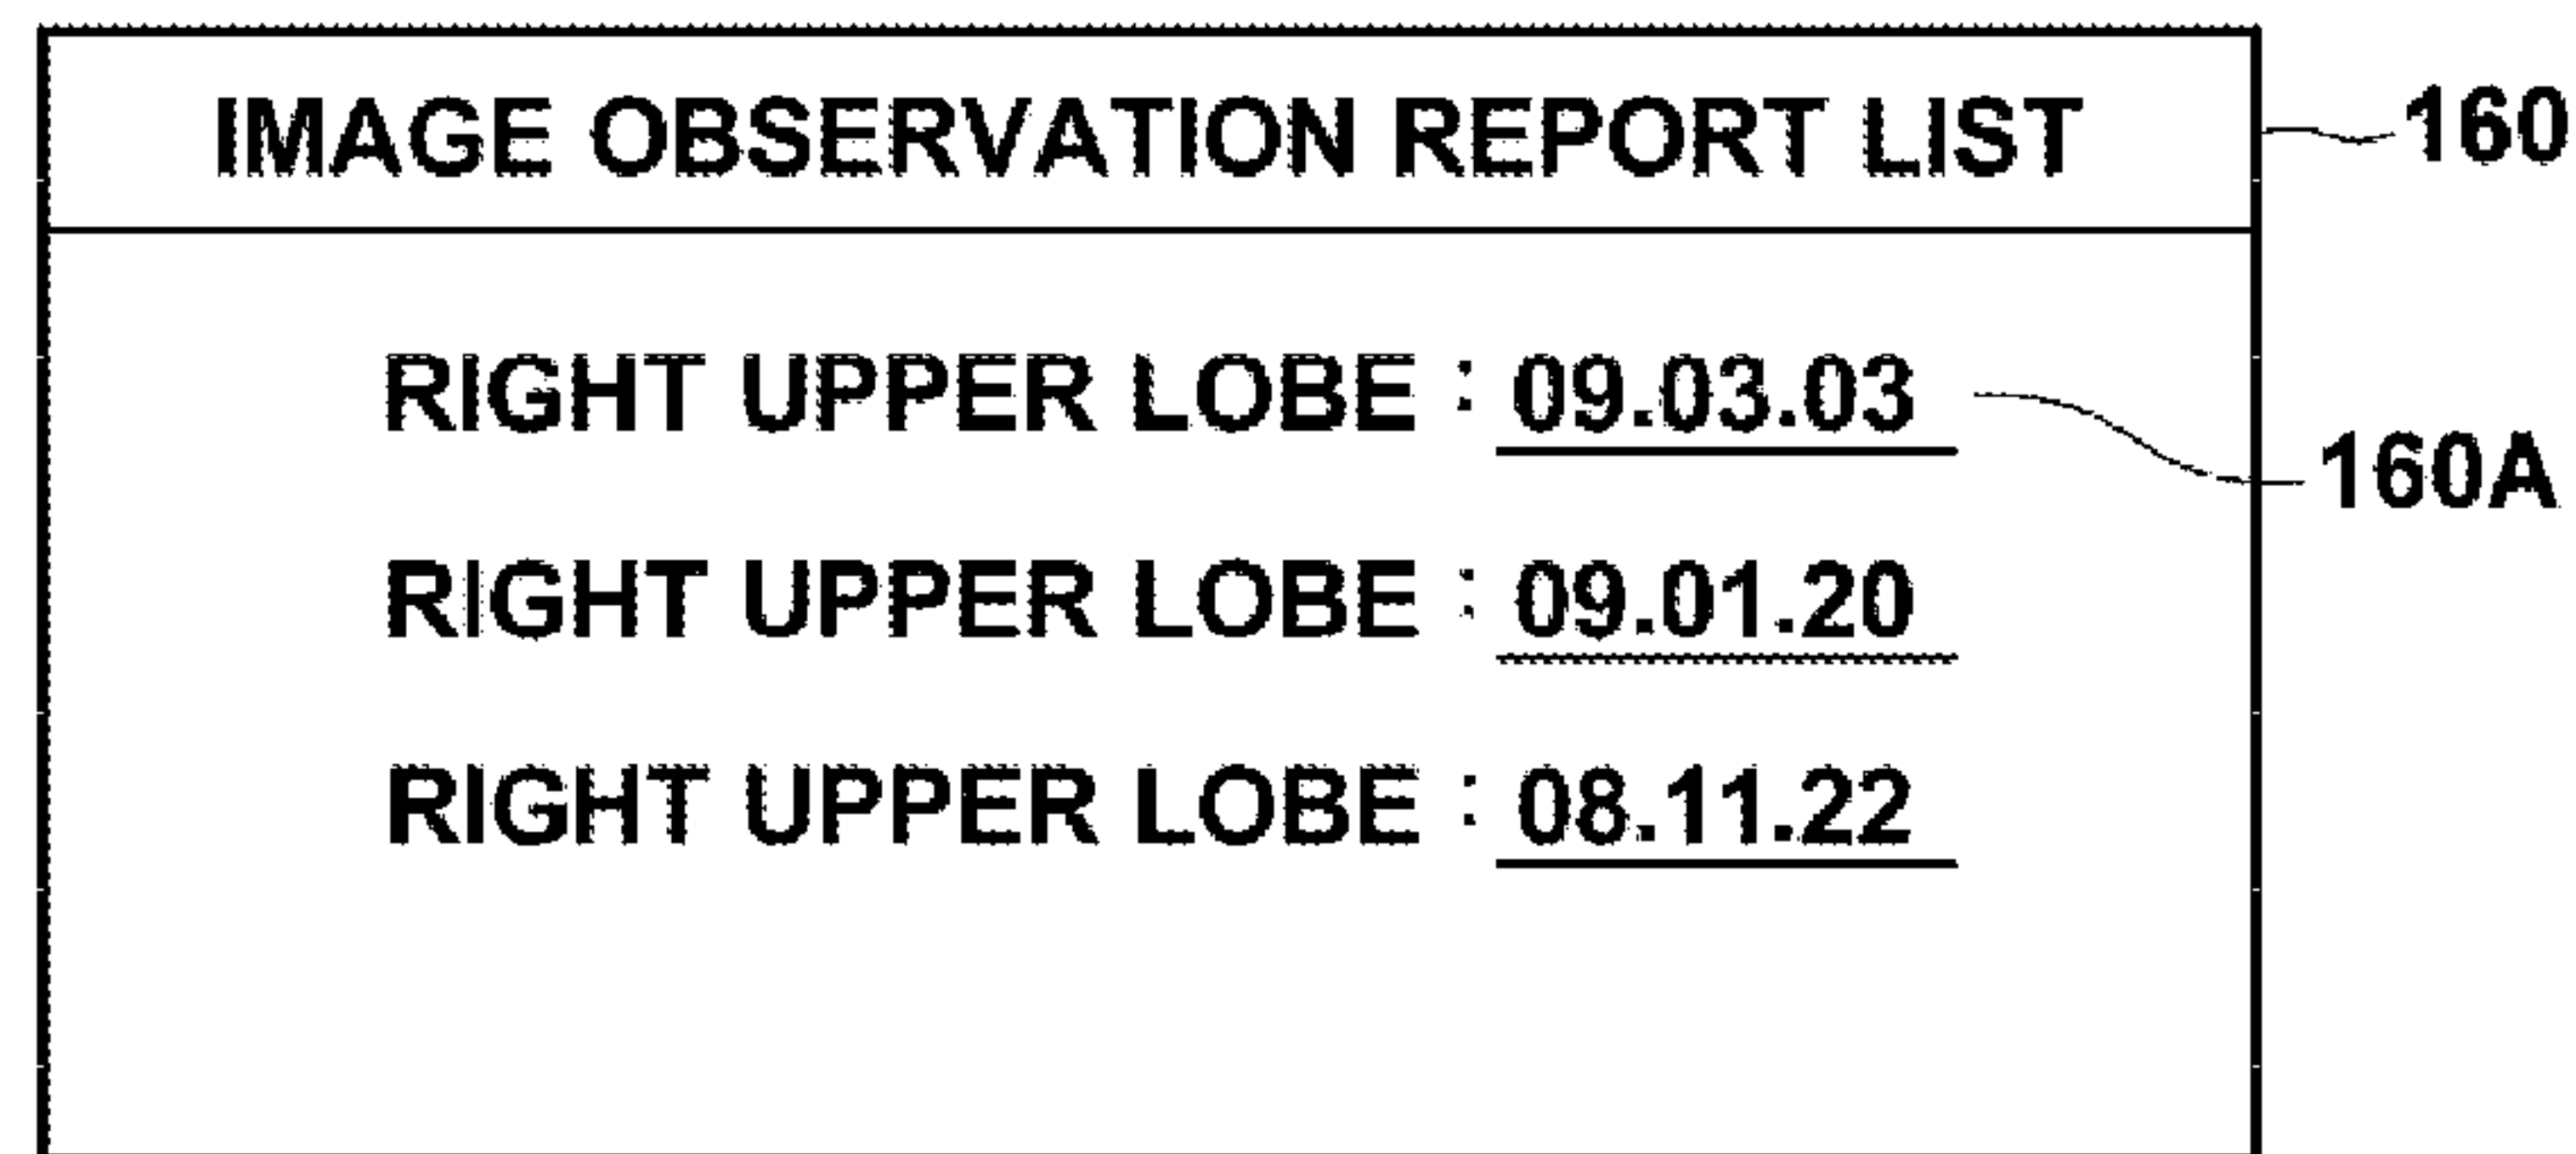 IMAGE OBSERVATION REPORT LIST 160
RIGHT UPPER LOBE : 09.03.03
160A
RIGHT UPPER LOBE : 09.01.20
RIGHT UPPER LOBE : 08.11.22